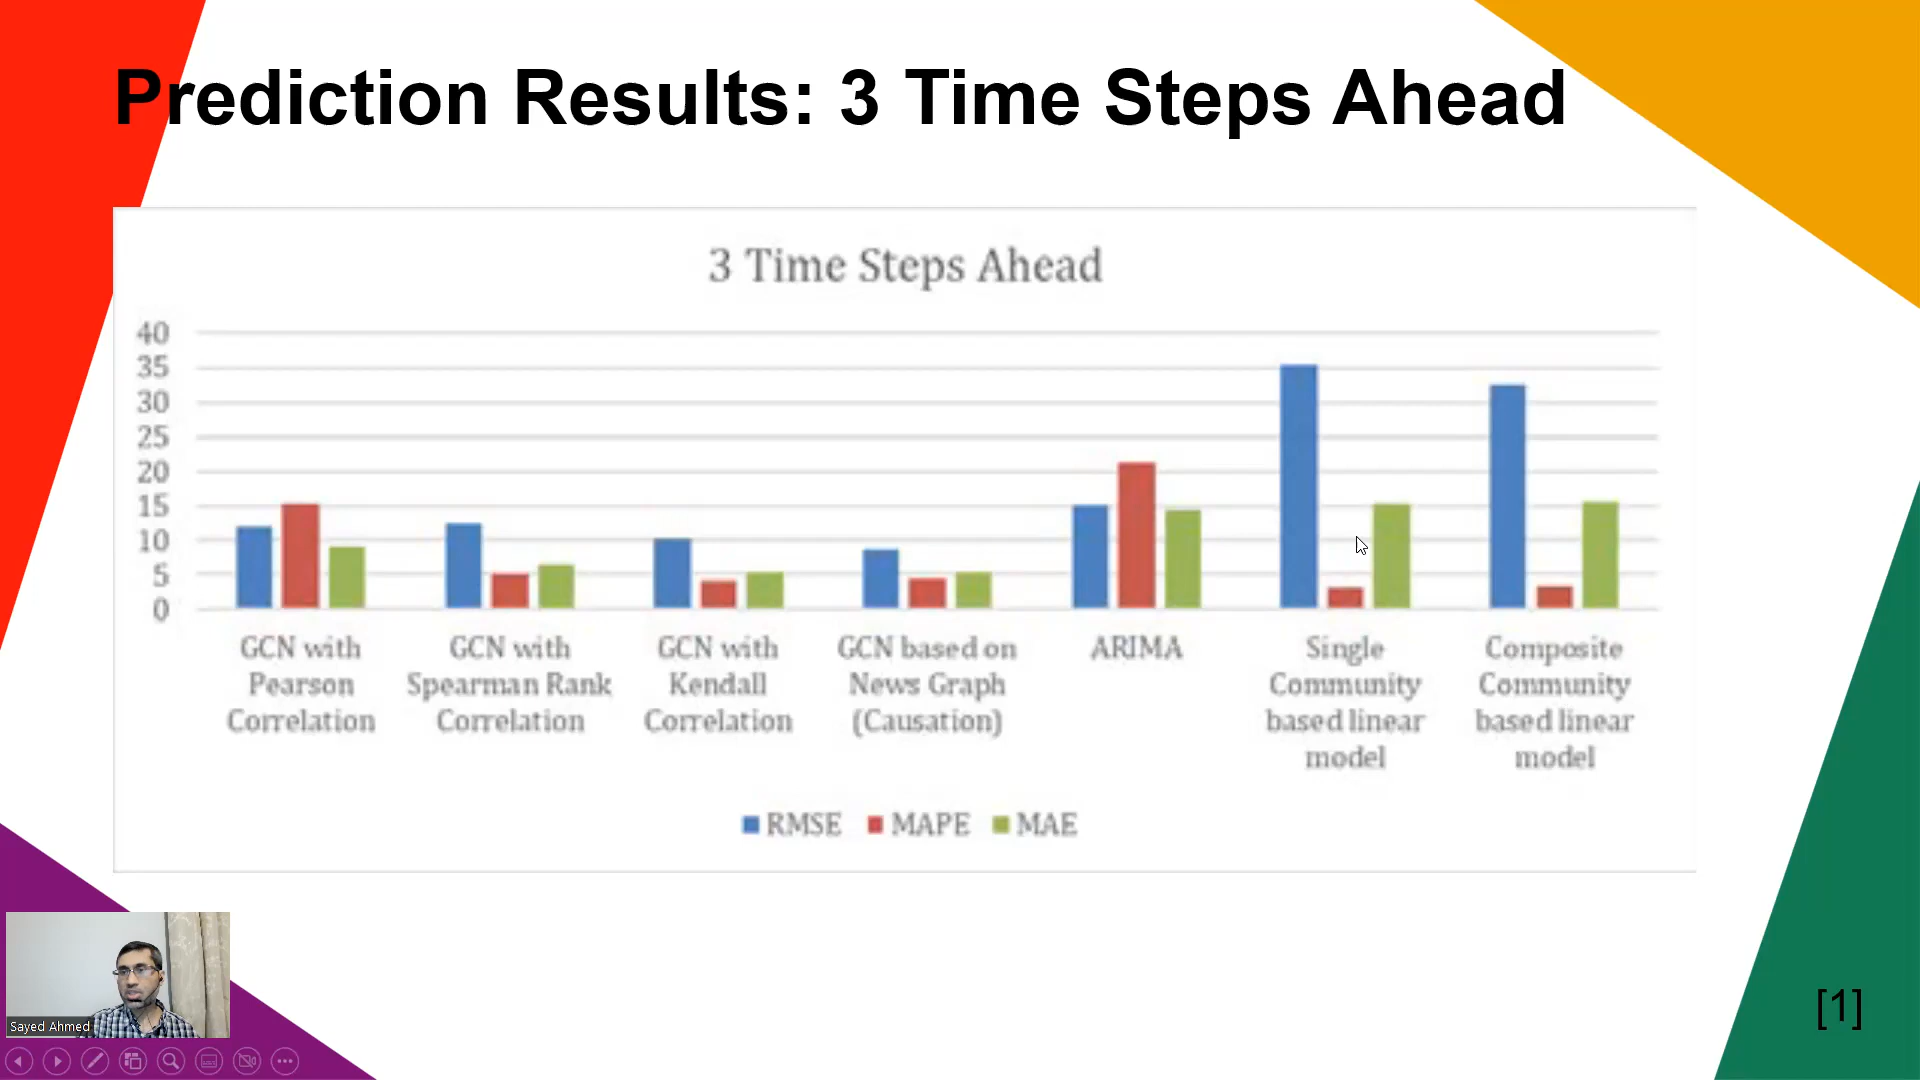 Prediction Results: 3 Time Steps Ahead
3 Time Steps Ahead
40
35
30
25
20
15
10
5
0
GCN with
Pearson
Correlation
GCN with
Spearman Rank
Correlation
GCN with
Kendall
Correlation
GCN based on
News Graph
(Causation)
ARIMA
Single
Community
based linear
model
Composite
Community
based linear
model
RMSE MAPE MAE
Sayed Ahmed
[1]